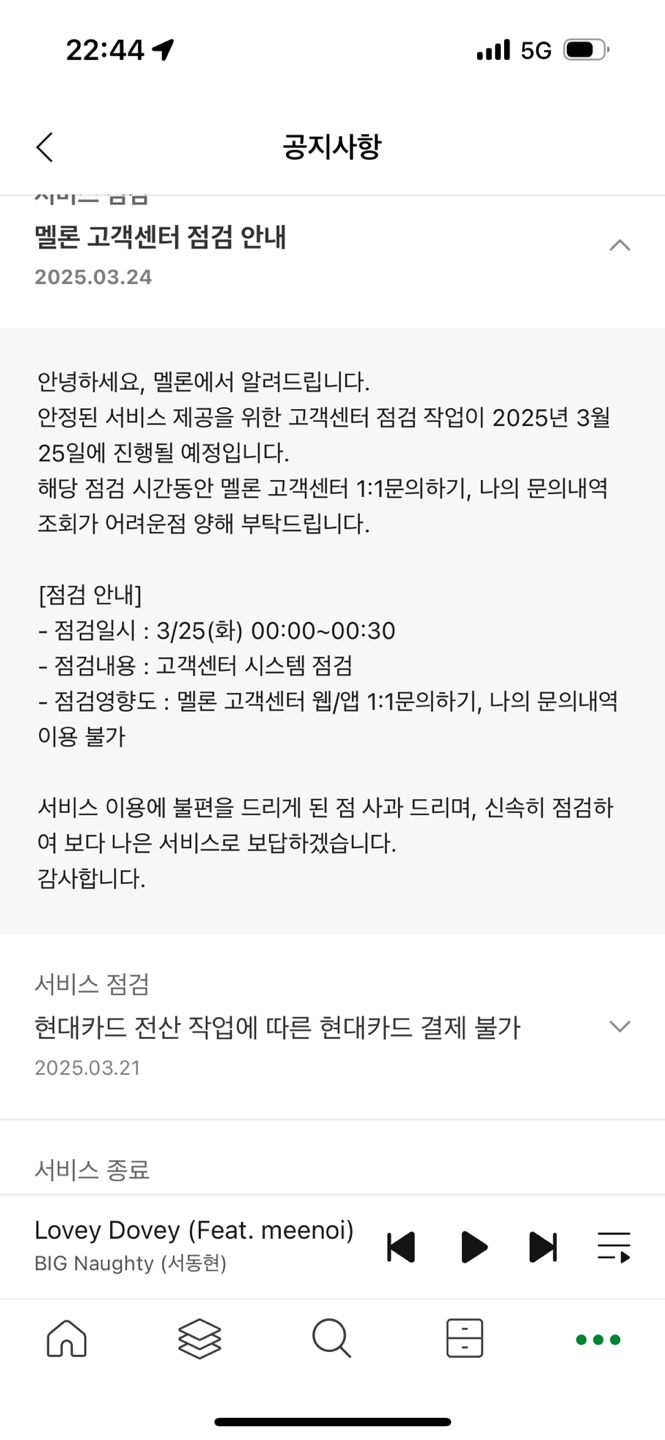 22:44
5G
공지사항
서비스 점검
멜론 고객센터 점검 안내
2025.03.24
안녕하세요, 멜론에서 알려드립니다.
안정된 서비스 제공을 위한 고객센터 점검 작업이 2025년 3월
25일에 진행될 예정입니다.
해당 점검 시간동안 멜론 고객센터 1:1문의하기, 나의 문의내역
조회가 어려운점 양해 부탁드립니다.
[점검 안내]
- 점검일시 : 3/25(화) 00:00~00:30
- 점검내용 : 고객센터 시스템 점검
- 점검영향도 : 멜론 고객센터 웹/앱 1:1문의하기, 나의 문의내역
이용 불가
서비스 이용에 불편을 드리게 된 점 사과 드리며, 신속히 점검하
여 보다 나은 서비스로 보답하겠습니다.
감사합니다.
서비스 점검
현대카드 전산 작업에 따른 현대카드 결제 불가
2025.03.21
서비스 종료
Lovey Dovey (Feat. meenoi)
BIG Naughty (서동현)